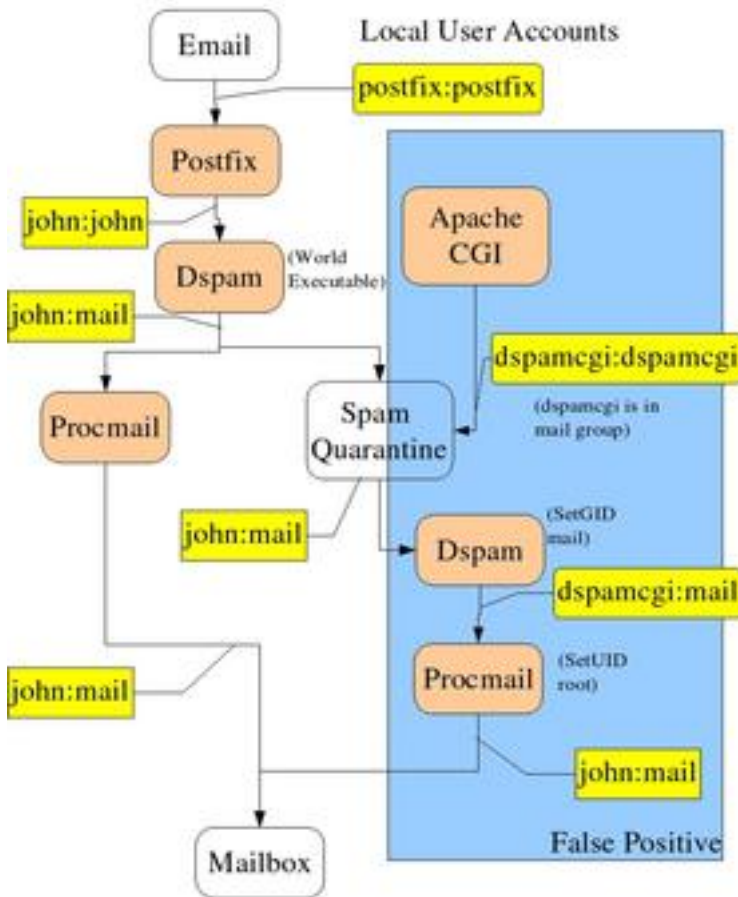 Email
Local User Accounts
postfix:postfix
Postfix
john:john
Apache
CGI
Dspam
(World
Executable)
john:mail
dspamcgi:dspamcgi
Procmail
Spam
Quarantine
(dspamcgi is in
mail group)
john:mail
Dspam
(SetGID
mail)
dspamcgi:mail
Procmail
(SetUID
root)
john:mail
john:mail
False Positive
Mailbox